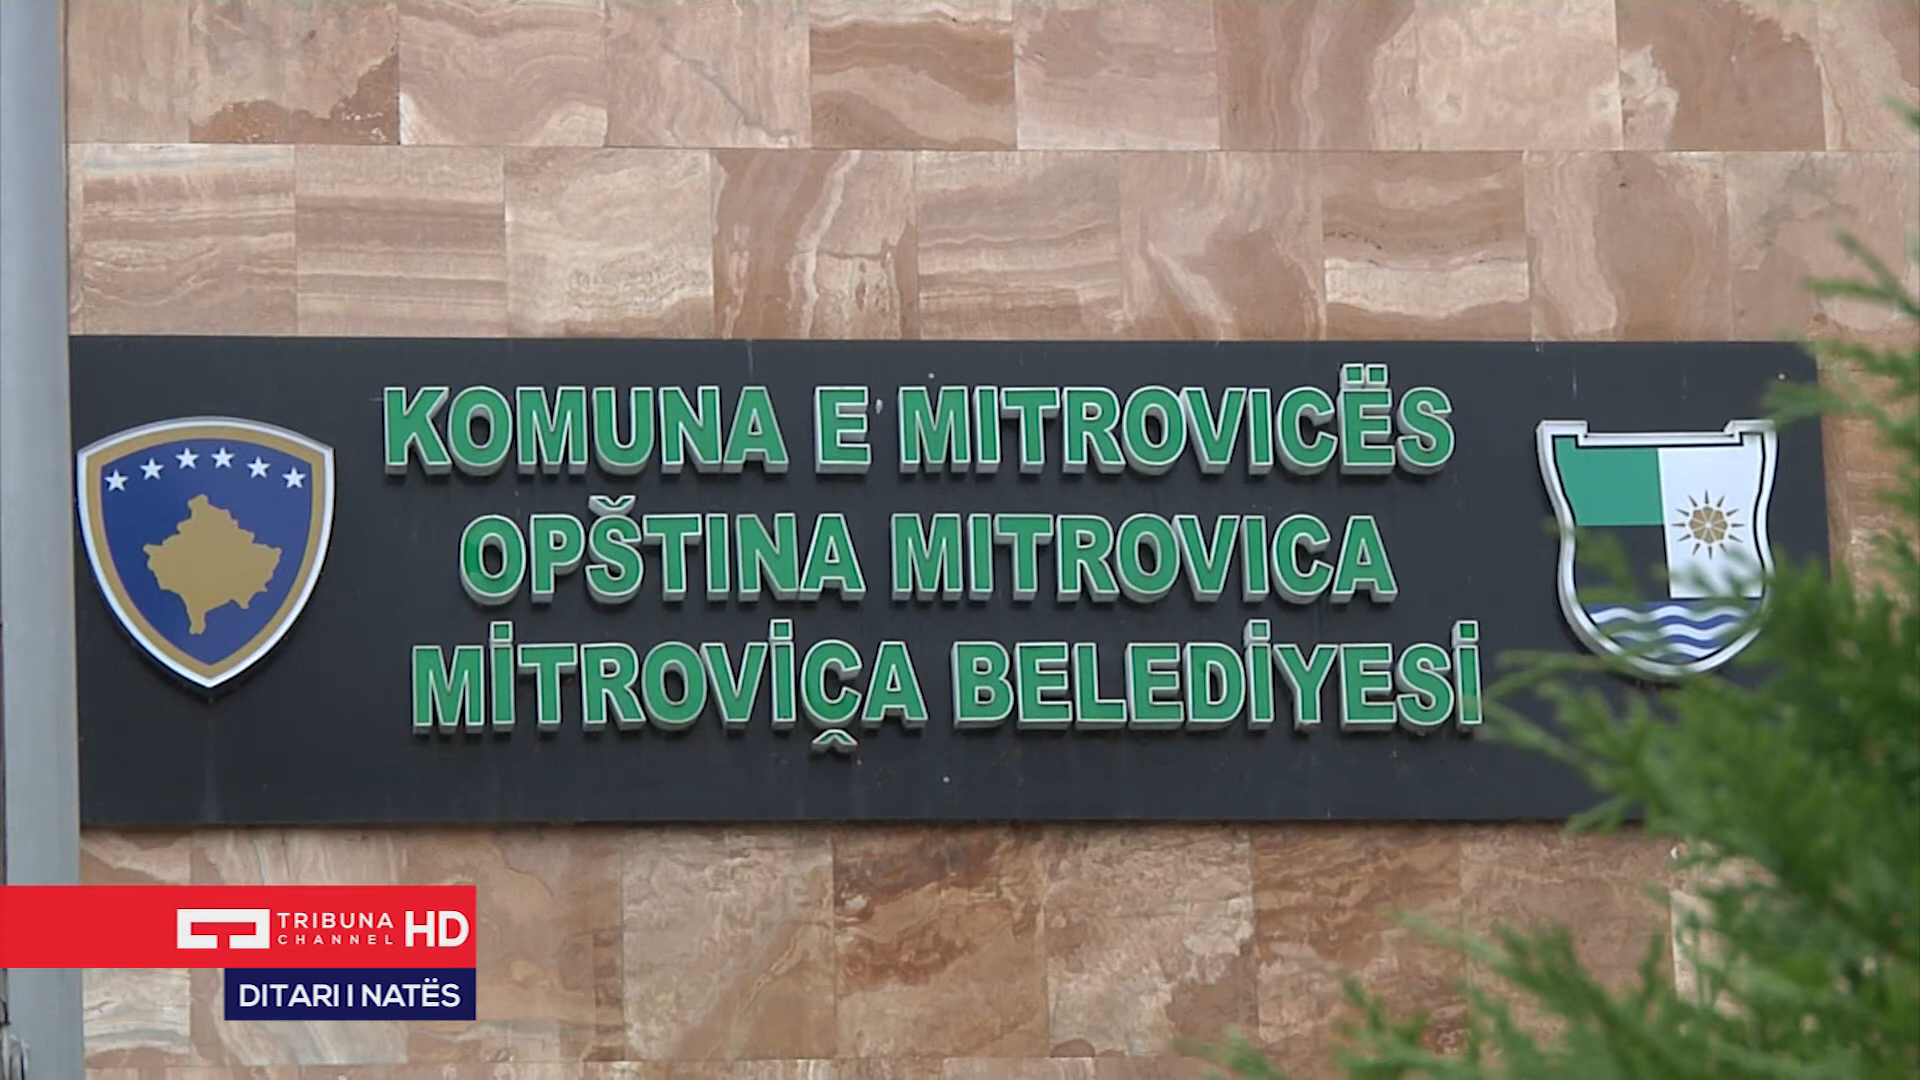 KOMUNA E MITROVICËS
OPŠTINA MITROVICA
MİTROVİÇA BELEDİYESİ
TRIBUNA
CHANNEL HD
DITARI I NATËS